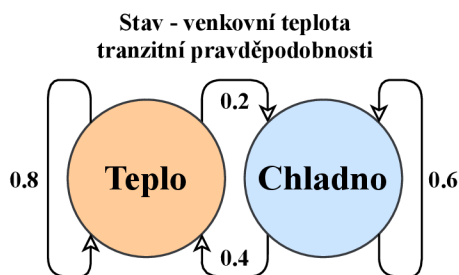 Stav - venkovní teplota
tranzitní pravděpodobnosti
0.2
0.8
Teplo
Chladno
0.6
0.4